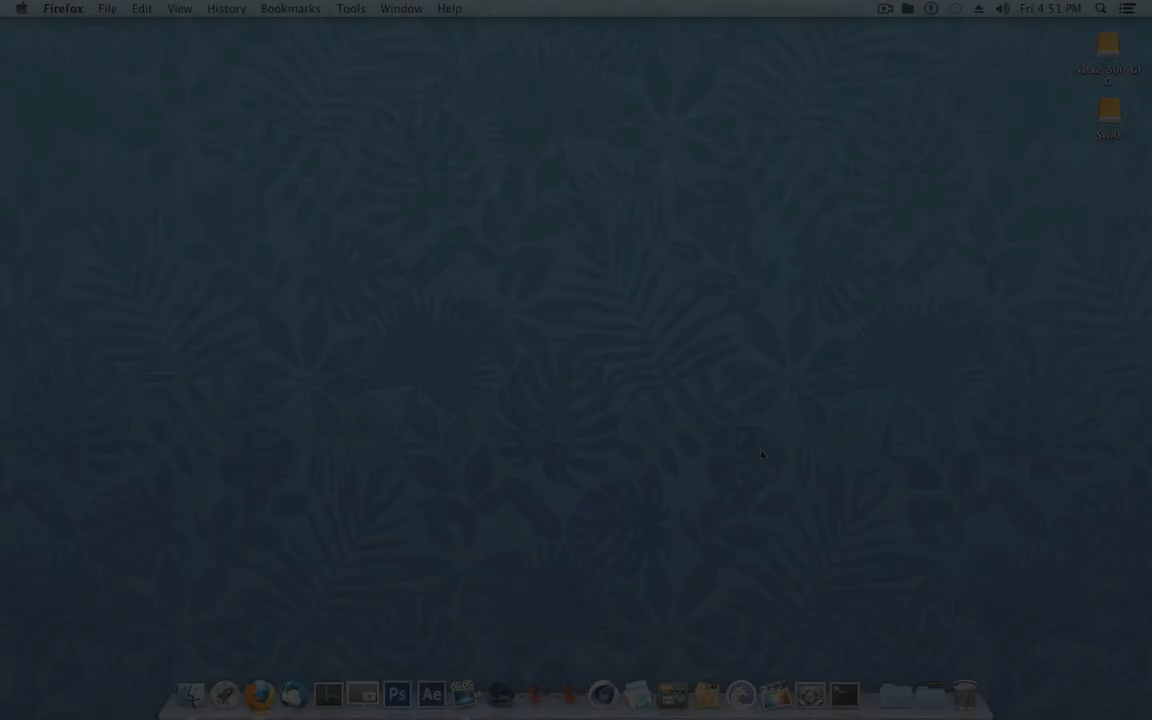 Firefox File Edit View History Bookmarks Tools Window Help Fri 4:51 PM
SWAP
Ps Ae